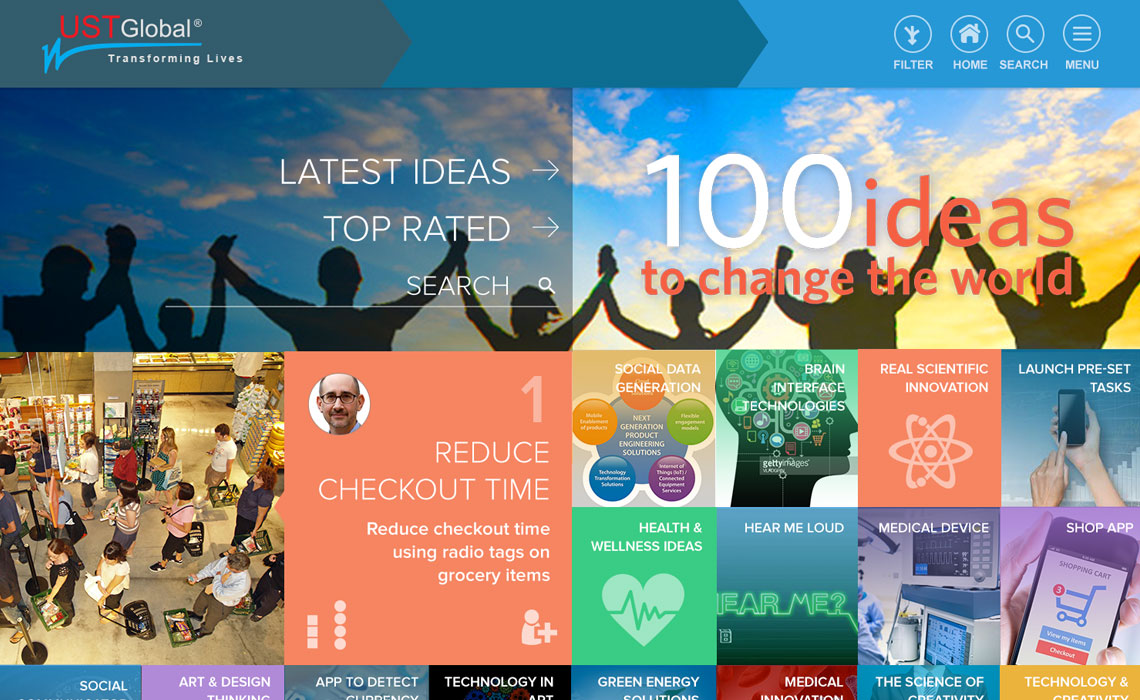 USTGlobal®
Transforming Lives
FILTER
HOME
SEARCH
MENU
LATEST IDEAS
TOP RATED
SEARCH
100 ideas
to change the world
1
REDUCE
CHECKOUT TIME
Reduce checkout time
using radio tags on
grocery items
SOCIAL DATA
GENERATION
Mobile
Enablement
of products
Flexible
engagement
models
NEXT
GENERATION
PRODUCT
ENGINEERING
SOLUTIONS
Technology
Transformation
Solutions
Internet of
Things (IoT) /
Connected
Equipment
Services
BRAIN
INTERFACE
TECHNOLOGIES
gettyimages
REAL SCIENTIFIC
INNOVATION
LAUNCH PRE-SET
TASKS
HEALTH &
WELLNESS IDEAS
HEAR ME LOUD
HEAR ME?
MEDICAL DEVICE
SHOP APP
SHOPPING CART
3
View my items
Checkout
SOCIAL
ART & DESIGN
THINKING
APP TO DETECT
CURRENCY
TECHNOLOGY IN
ART
GREEN ENERGY
SOLUTIONS
MEDICAL
INNOVATION
THE SCIENCE OF
CREATIVITY
TECHNOLOGY &
CREATIVITY